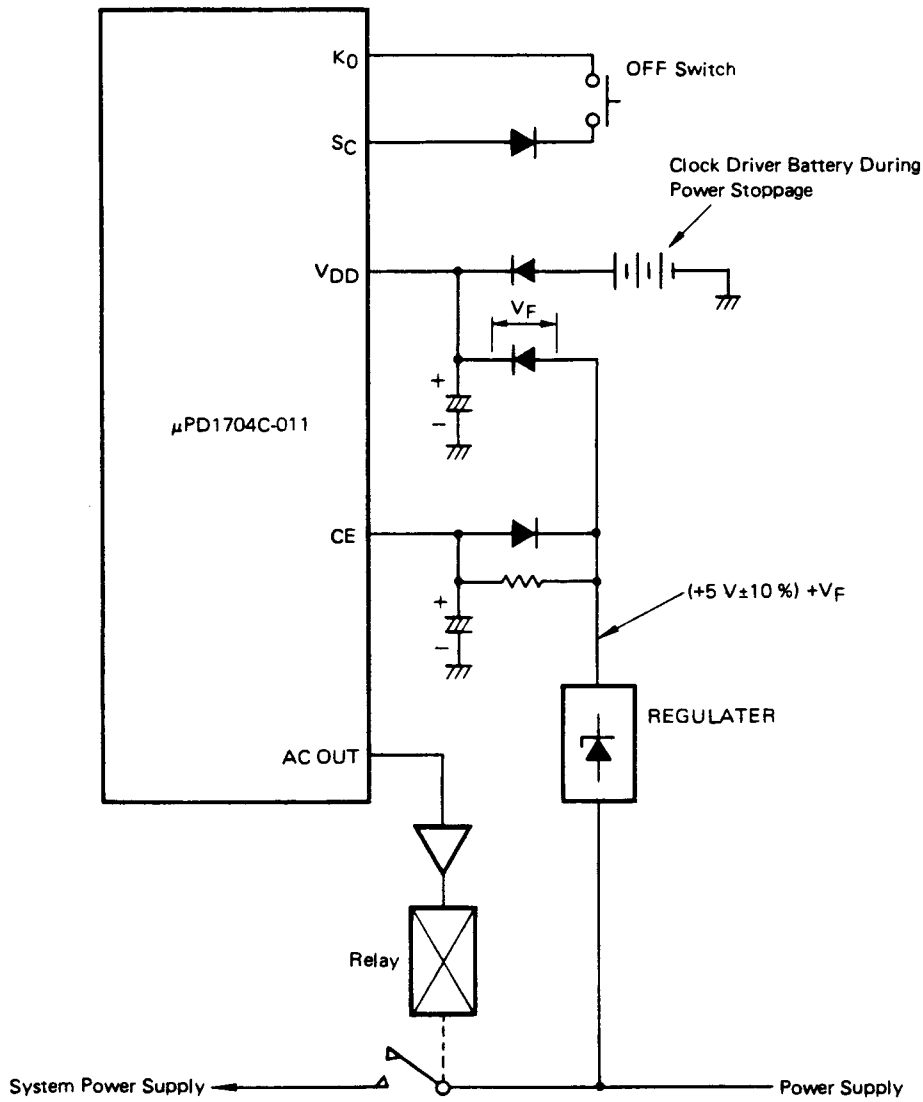 K0
OFF Switch
SC
Clock Driver Battery During
Power Stoppage
VDD
VF
+
−
μPD1704C-011
CE
(+5 V±10 %) +VF
+
−
REGULATER
AC OUT
Relay
System Power Supply
Power Supply